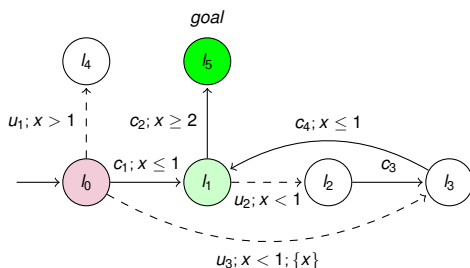 goal
l₄
l₅
u₁; x > 1
c₂; x ≥ 2
c₄; x ≤ 1
l₀
c₁; x ≤ 1
l₁
u₂; x < 1
l₂
c₃
l₃
u₃; x < 1; {x}